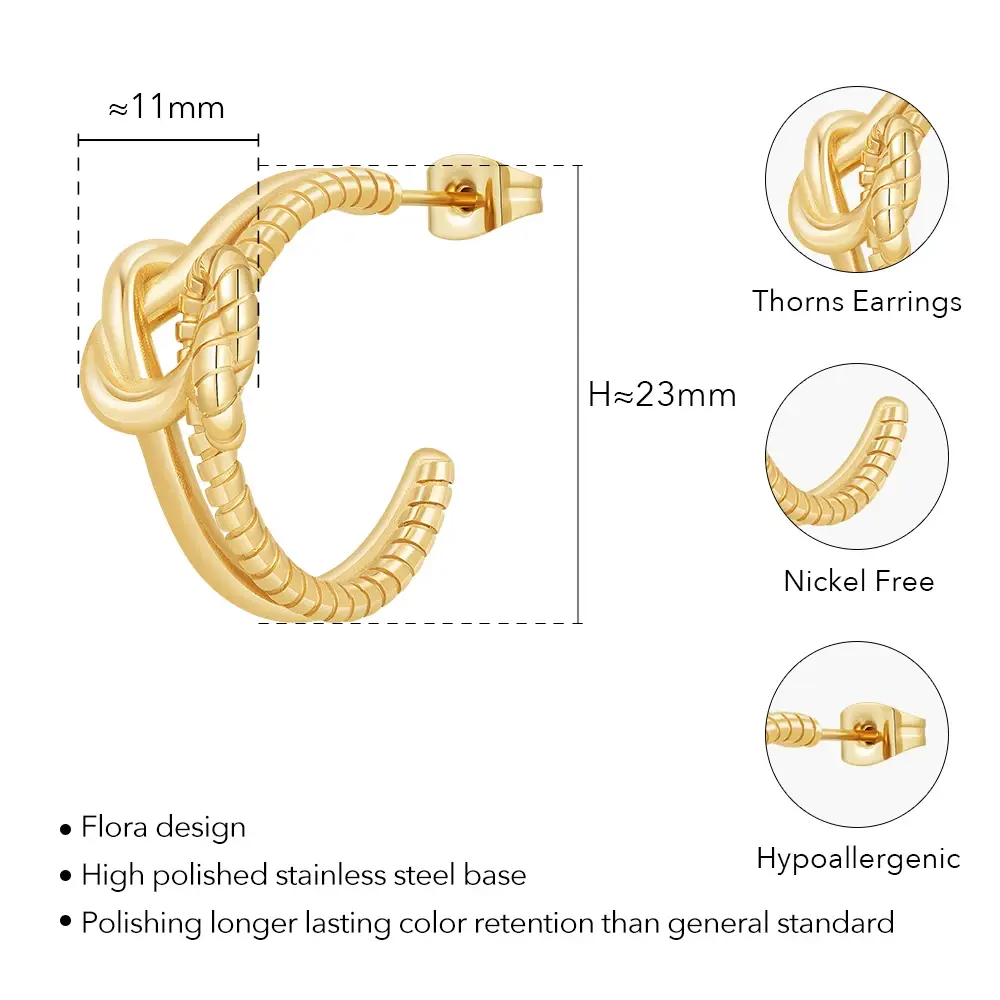 ≈11mm
H≈23mm
Thorns Earrings
Nickel Free
Hypoallergenic
• Flora design
• High polished stainless steel base
• Polishing longer lasting color retention than general standard